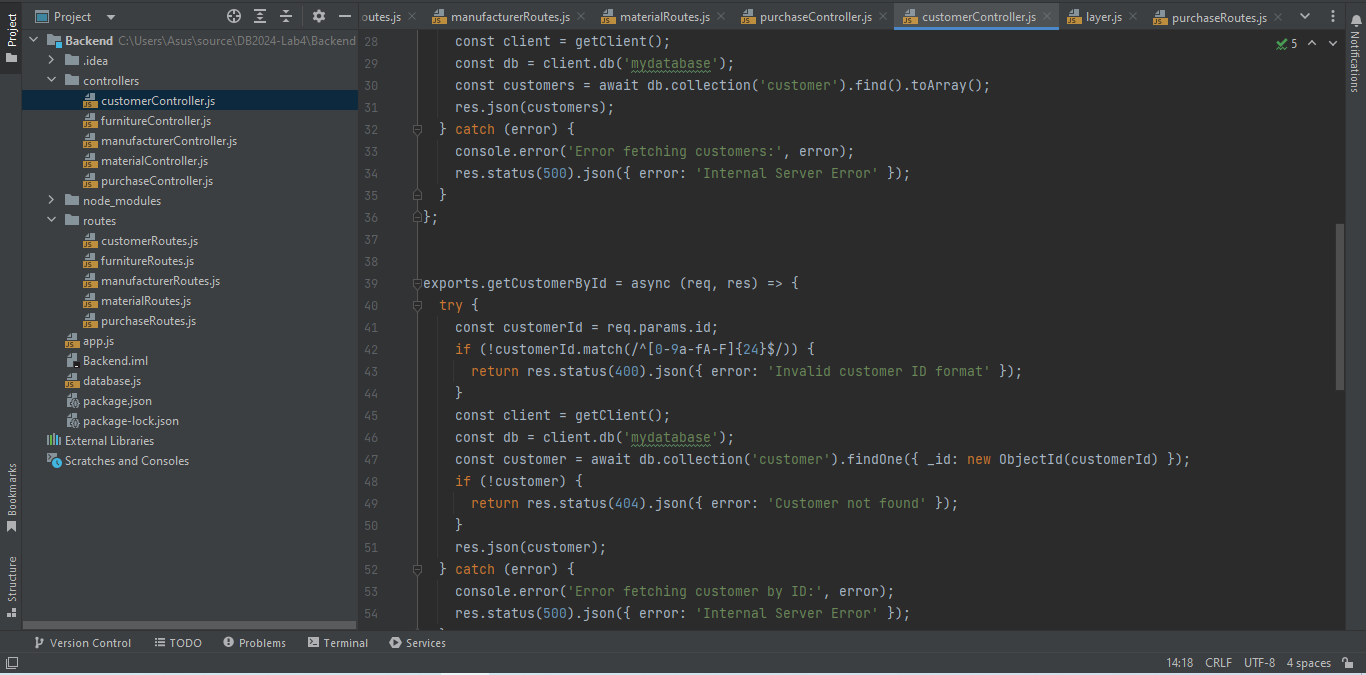 Project
outes.js
manufacturerRoutes.js
materialRoutes.js
purchaseController.js
customerController.js
layer.js
purchaseRoutes.js
Project
Bookmarks
Structure
Notifications
Backend C:\Users\Asus\source\DB2024-Lab4\Backend
.idea
controllers
customerController.js
furnitureController.js
manufacturerController.js
materialController.js
purchaseController.js
node_modules
routes
customerRoutes.js
furnitureRoutes.js
manufacturerRoutes.js
materialRoutes.js
purchaseRoutes.js
app.js
Backend.iml
database.js
package.json
package-lock.json
External Libraries
Scratches and Consoles
5
28 const client = getClient();
29 const db = client.db('mydatabase');
30 const customers = await db.collection('customer').find().toArray();
31 res.json(customers);
32 } catch (error) {
33 console.error('Error fetching customers:', error);
34 res.status(500).json({ error: 'Internal Server Error' });
35 }
36 };
37
38
39 exports.getCustomerById = async (req, res) => {
40 try {
41 const customerId = req.params.id;
42 if (!customerId.match(/^[0-9a-fA-F]{24}$/)) {
43 return res.status(400).json({ error: 'Invalid customer ID format' });
44 }
45 const client = getClient();
46 const db = client.db('mydatabase');
47 const customer = await db.collection('customer').findOne({ _id: new ObjectId(customerId) });
48 if (!customer) {
49 return res.status(404).json({ error: 'Customer not found' });
50 }
51 res.json(customer);
52 } catch (error) {
53 console.error('Error fetching customer by ID:', error);
54 res.status(500).json({ error: 'Internal Server Error' });
Version Control
TODO
Problems
Terminal
Services
14:18 CRLF UTF-8 4 spaces